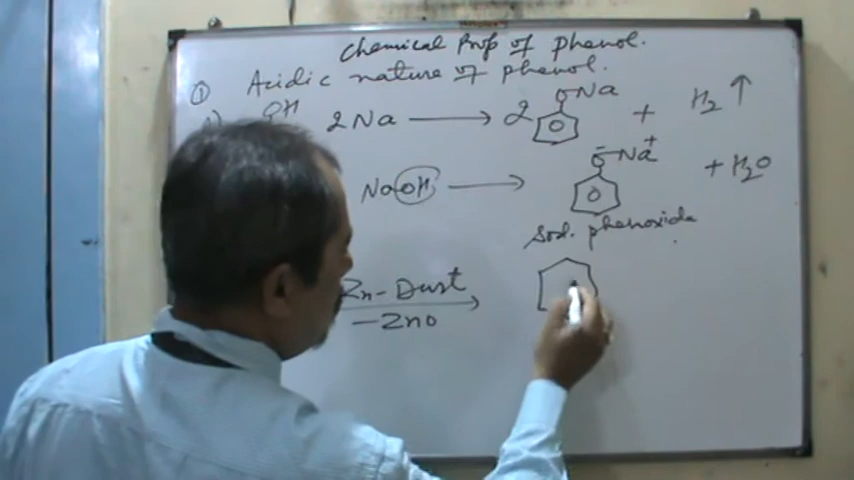 Chemical Prop of phenol.
① Acidic nature of phenol.
OH 2Na ⟶ 2 ONa + H₂ ↑
NaOH ⟶ O⁻Na⁺ + H₂O
Sod. phenoxide
Zn-Dust
-ZnO